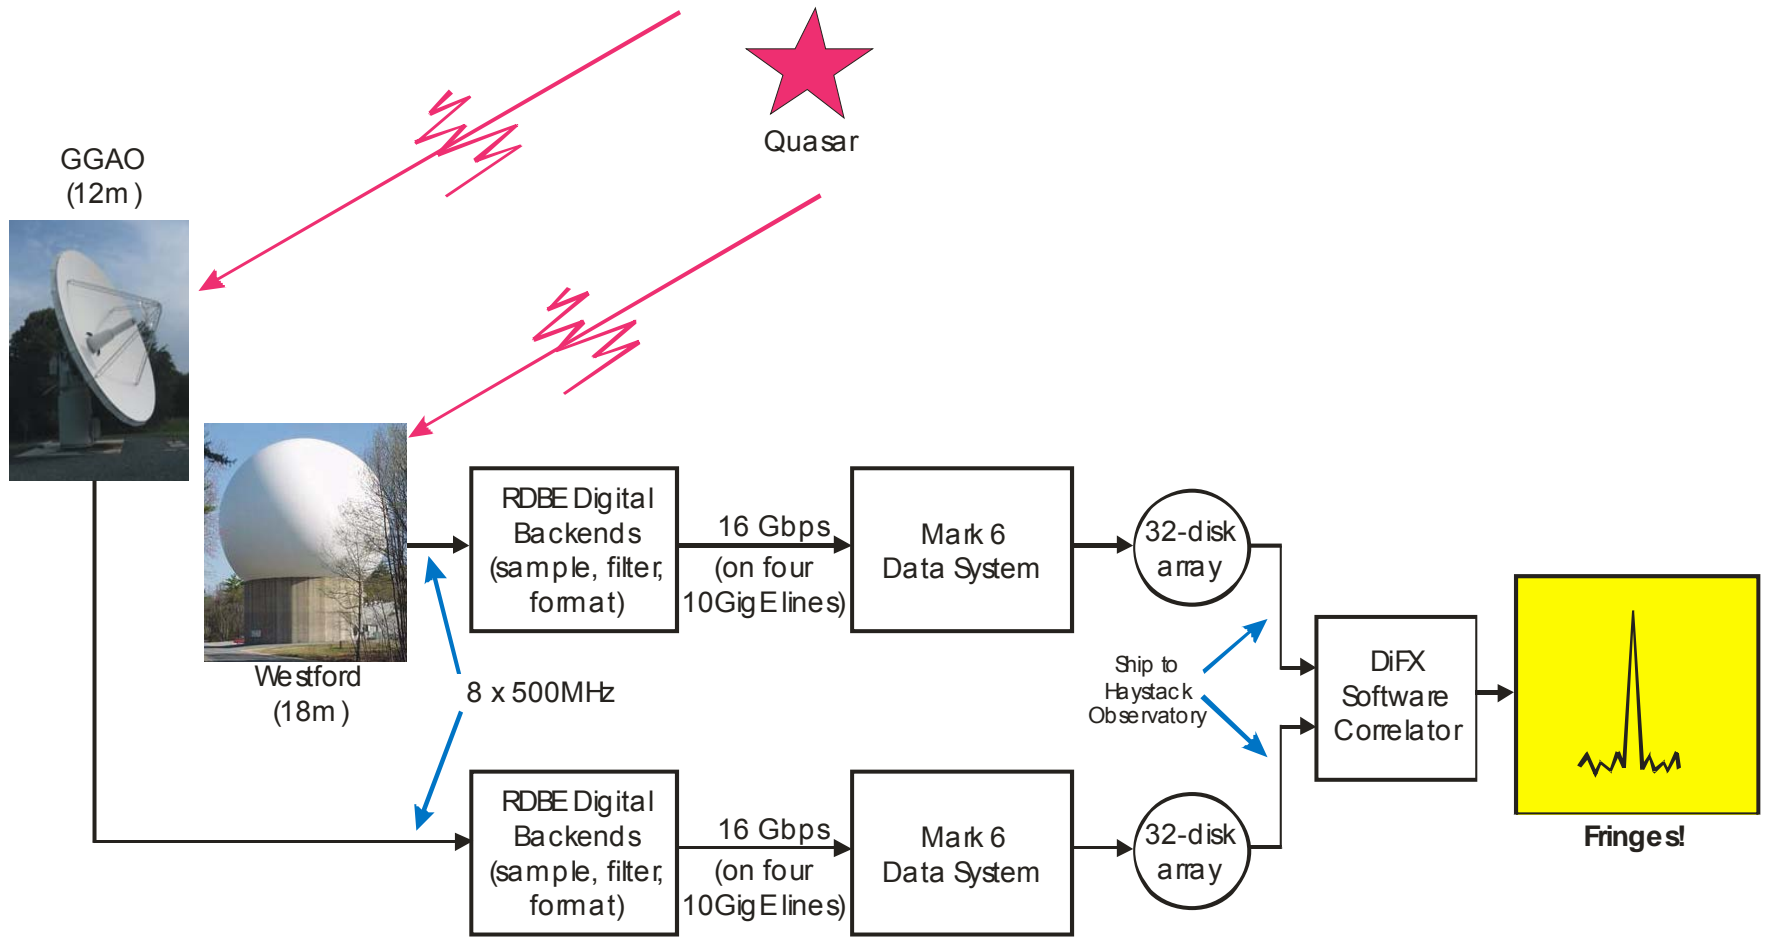 Quasar
GGAO
(12m)
Westford
(18m)
8 x 500MHz
RDBE Digital
Backends
(sample, filter,
format)
16 Gbps
(on four
10GigE lines)
Mark 6
Data System
32-disk
array
RDBE Digital
Backends
(sample, filter,
format)
16 Gbps
(on four
10GigE lines)
Mark 6
Data System
32-disk
array
Ship to
Haystack
Observatory
DiFX
Software
Correlator
Fringes!